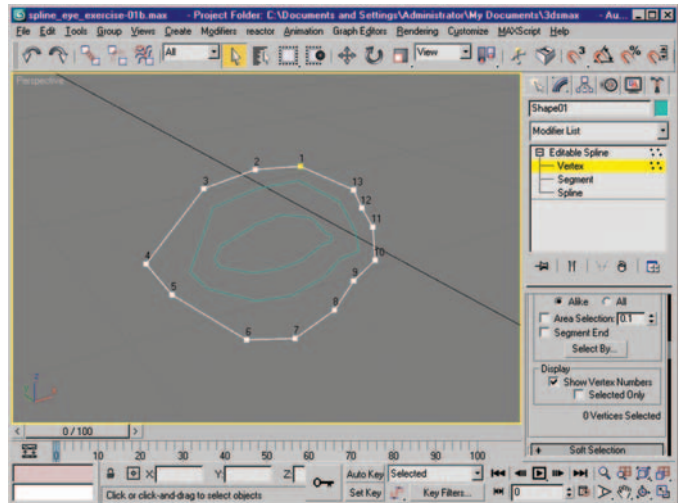 spline_eye_exercise-01b.max - Project Folder: C:\Documents and Settings\Administrator\My Documents\3dsmax - Au...
File Edit Tools Group Views Create Modifiers reactor Animation Graph Editors Rendering Customize MAXScript Help
All
View
3
Perspective
Shape01
Modifier List
Editable Spline
Vertex
Segment
Spline
1
2
13
3
12
11
4
10
5
9
8
6
7
Alike All
Area Selection: 0.1
Segment End
Select By...
Display
Show Vertex Numbers
Selected Only
0 Vertices Selected
Soft Selection
z
0 / 100
0 10 20 30 40 50 60 70 80 90 100
X: Y: Z:
Auto Key Selected
Click or click-and-drag to select objects
Set Key Key Filters... 0